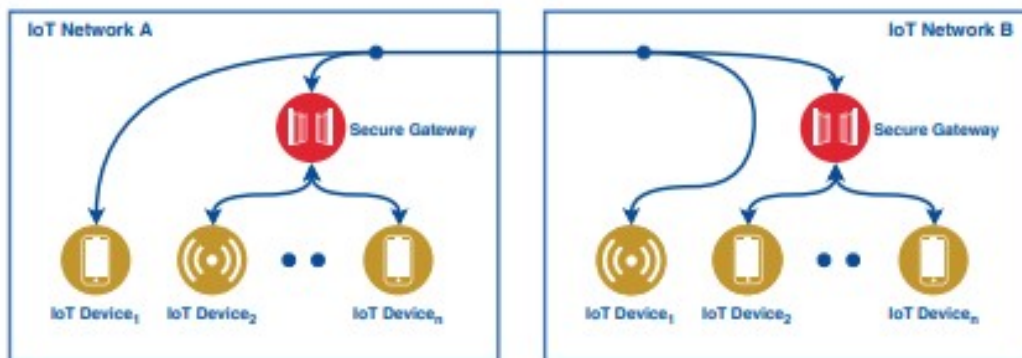 IoT Network A
IoT Network B
Secure Gateway
Secure Gateway
IoT Device₁
IoT Device₂
IoT Deviceₙ
IoT Device₁
IoT Device₂
IoT Deviceₙ